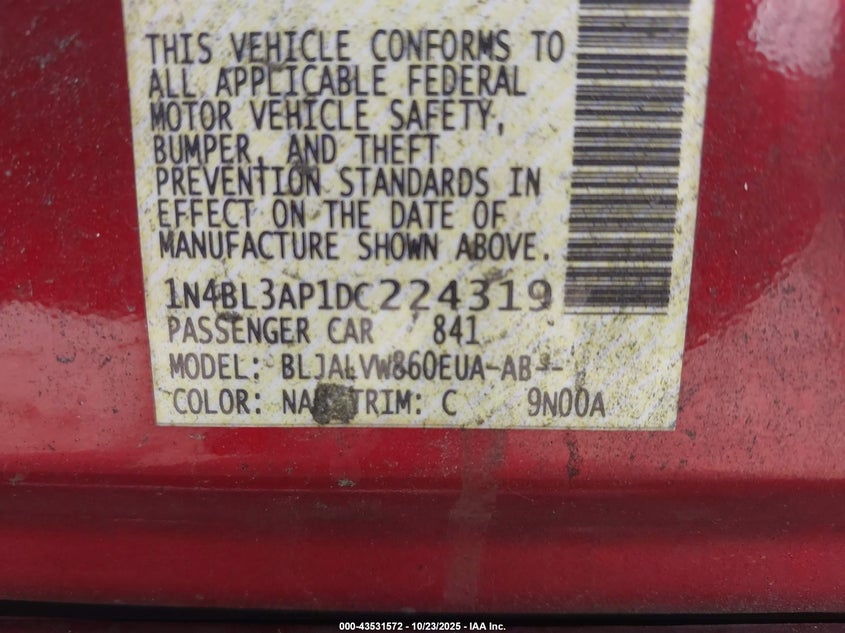 THIS VEHICLE CONFORMS TO
ALL APPLICABLE FEDERAL
MOTOR VEHICLE SAFETY,
BUMPER, AND THEFT
PREVENTION STANDARDS IN
EFFECT ON THE DATE OF
MANUFACTURE SHOWN ABOVE.
1N4BL3AP1DC224319
PASSENGER CAR 841
MODEL: BLJALVW860EUA-AB--
COLOR: NA TRIM: C 9N00A
000-43531572 - 10/23/2025 - IAA Inc.